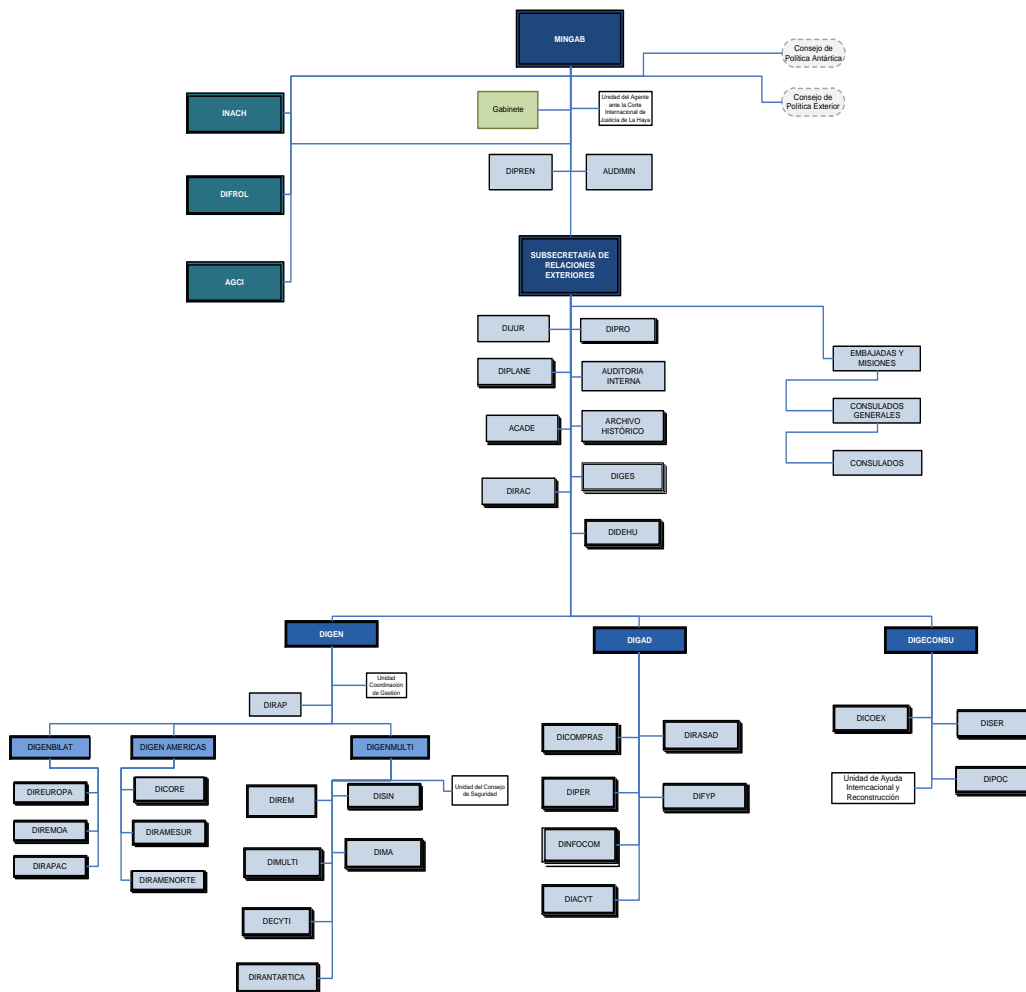 MINGAB
Consejo de
Política Antártica
Consejo de
Política Exterior
INACH
Gabinete
Unidad del Agente
ante la Corte
Internacional de
Justicia de La Haya
DIFROL
DIPREN
AUDIMIN
AGCI
SUBSECRETARÍA DE
RELACIONES
EXTERIORES
DIJUR
DIPRO
DIPLANE
AUDITORIA
INTERNA
EMBAJADAS Y
MISIONES
ACADE
ARCHIVO
HISTÓRICO
CONSULADOS
GENERALES
DIRAC
DIGES
CONSULADOS
DIDEHU
DIGEN
DIGAD
DIGECONSU
Unidad
Coordinación
de Gestión
DIRAP
DIGENBILAT
DIGEN AMERICAS
DIGENMULTI
DICOMPRAS
DIRASAD
DICOEX
DISER
DIREUROPA
DICORE
DIREM
DISIN
Unidad del Consejo
de Seguridad
DIPER
DIFYP
Unidad de Ayuda
Interncacional y
Reconstrucción
DIPOC
DIREMOA
DIRAMESUR
DIMULTI
DIMA
DINFOCOM
DIRAPAC
DIRAMENORTE
DECYTI
DIACYT
DIRANTARTICA